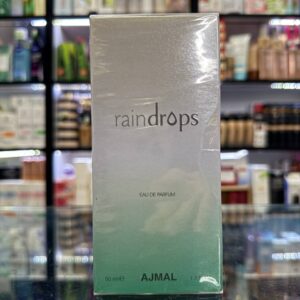 raindrops
EAU DE PARFUM
50 ml ℮
AJMAL